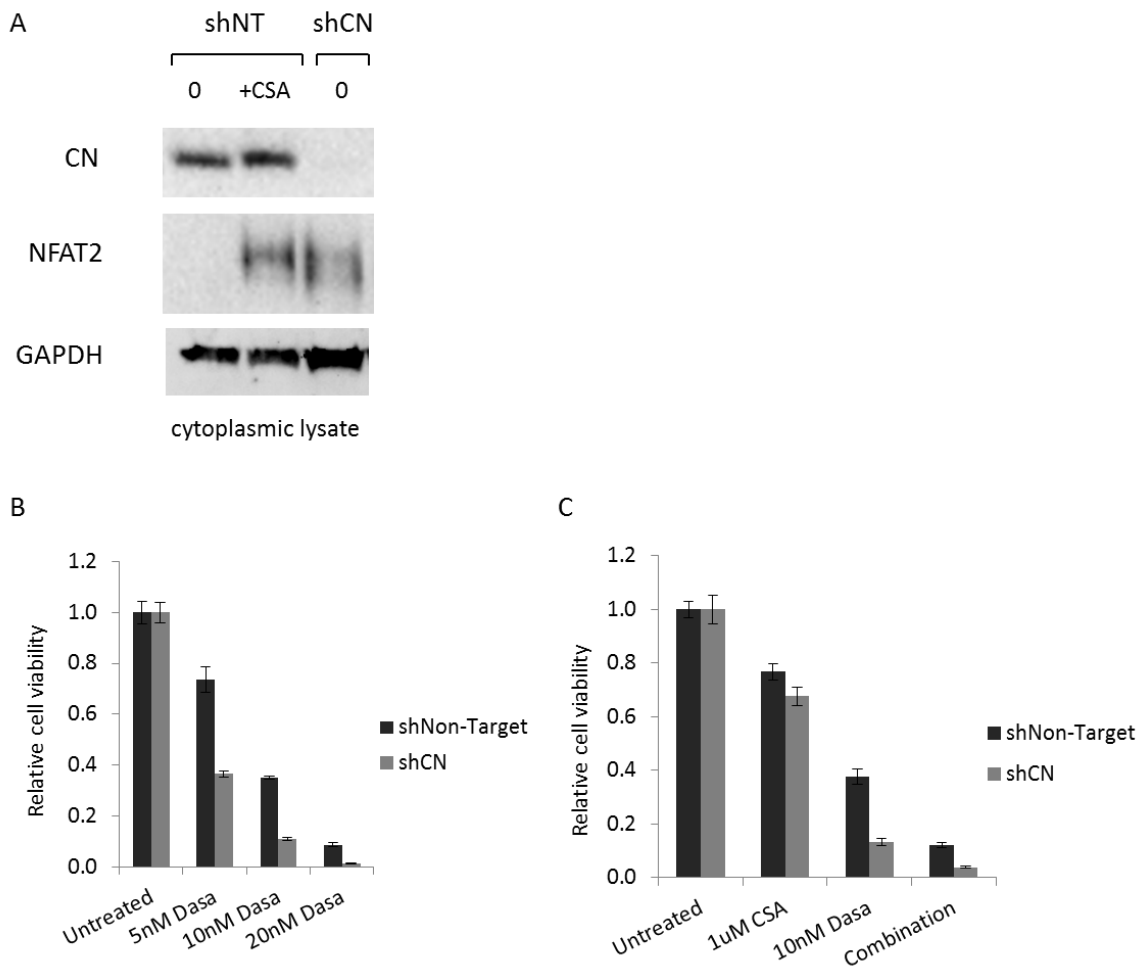 A
shNT shCN
0 +CSA 0
CN
NFAT2
GAPDH
cytoplasmic lysate
B
1.2
1.0
0.8
0.6
0.4
0.2
0.0
Relative cell viability
Untreated
5nM Dasa
10nM Dasa
20nM Dasa
shNon-Target
shCN
C
1.2
1.0
0.8
0.6
0.4
0.2
0.0
Relative cell viability
Untreated
1uM CSA
10nM Dasa
Combination
shNon-Target
shCN